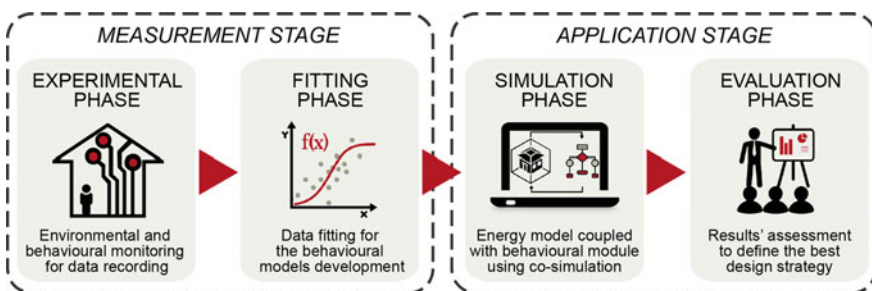 MEASUREMENT STAGE
APPLICATION STAGE
EXPERIMENTAL
PHASE
Environmental and
behavioural monitoring
for data recording
FITTING
PHASE
Y
f(x)
X
Data fitting for
the behavioural
models development
SIMULATION
PHASE
Energy model coupled
with behavioural module
using co-simulation
EVALUATION
PHASE
Results' assessment
to define the best
design strategy